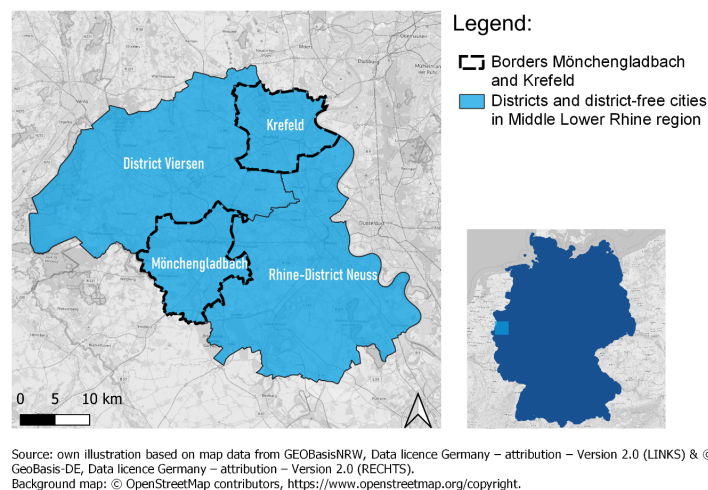 Legend:
Borders Mönchengladbach
and Krefeld
Districts and district-free cities
in Middle Lower Rhine region
Krefeld
District Viersen
Mönchengladbach
Rhine-District Neuss
0 5 10 km
Source: own illustration based on map data from GEOBasisNRW, Data licence Germany – attribution – Version 2.0 (LINKS) & ©
GeoBasis-DE, Data licence Germany – attribution – Version 2.0 (RECHTS).
Background map: © OpenStreetMap contributors, https://www.openstreetmap.org/copyright.